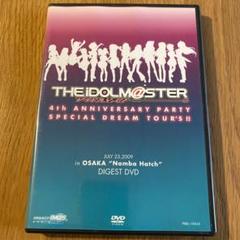 THE IDOLM@STER
4th ANNIVERSARY PARTY
SPECIAL DREAM TOUR'S!!
JULY 23,2009
in OSAKA "Namba Hatch"
DIGEST DVD
DVD